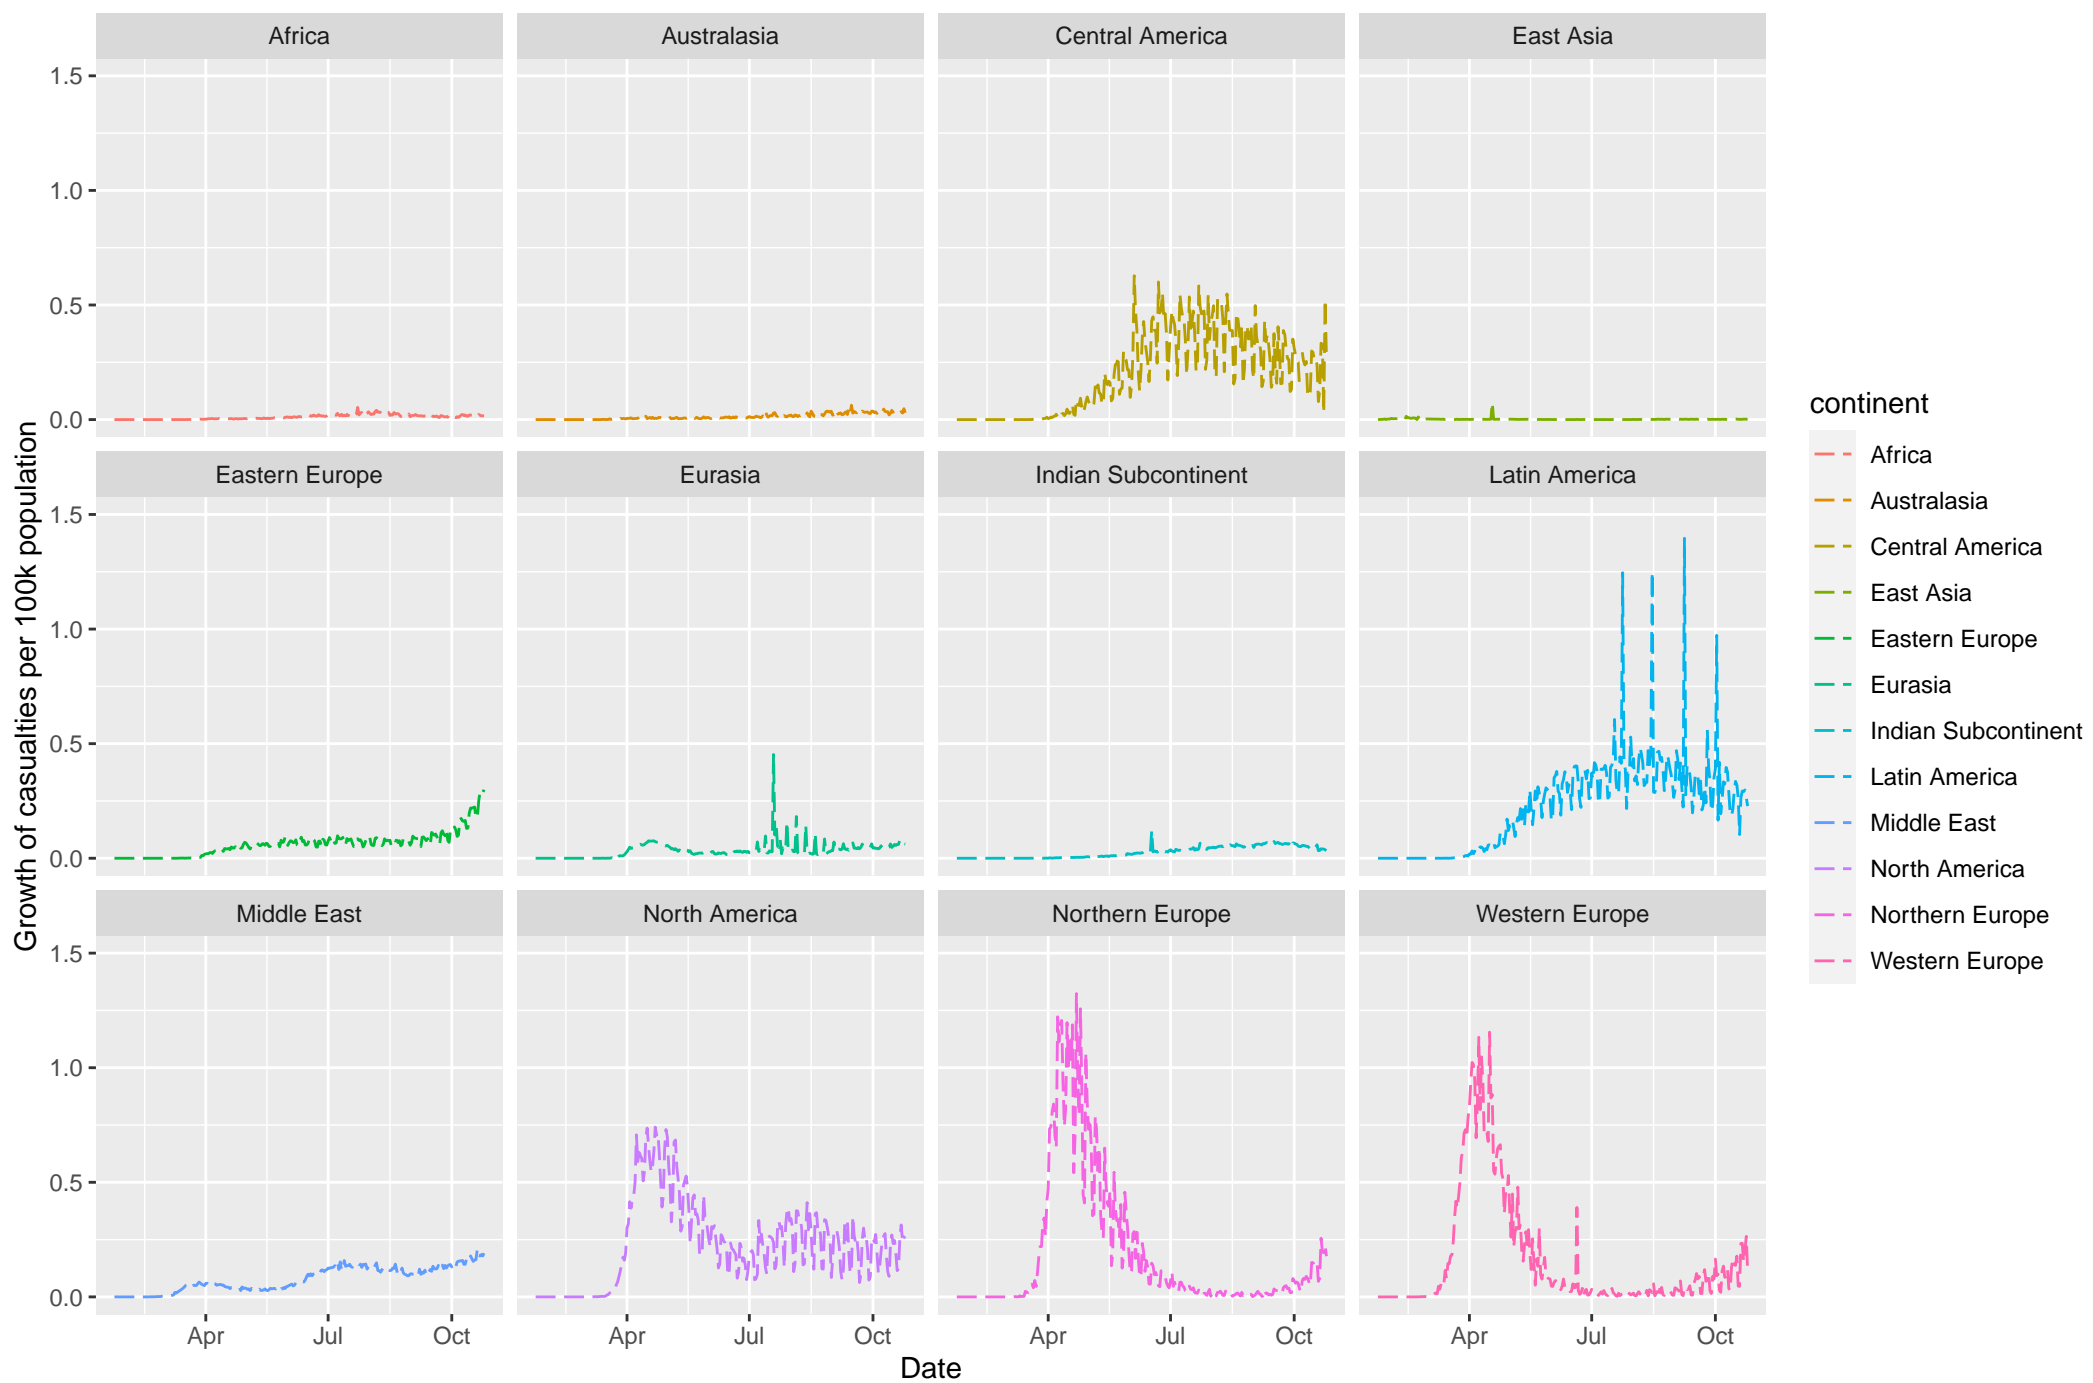 Africa
Australasia
Central America
East Asia
1.5
1.0
0.5
0.0
Eastern Europe
Eurasia
Indian Subcontinent
Latin America
1.5
1.0
0.5
0.0
Middle East
North America
Northern Europe
Western Europe
1.5
1.0
0.5
0.0
Apr Jul Oct
Apr Jul Oct
Apr Jul Oct
Apr Jul Oct
Date
Growth of casualties per 100k population
continent
Africa
Australasia
Central America
East Asia
Eastern Europe
Eurasia
Indian Subcontinent
Latin America
Middle East
North America
Northern Europe
Western Europe